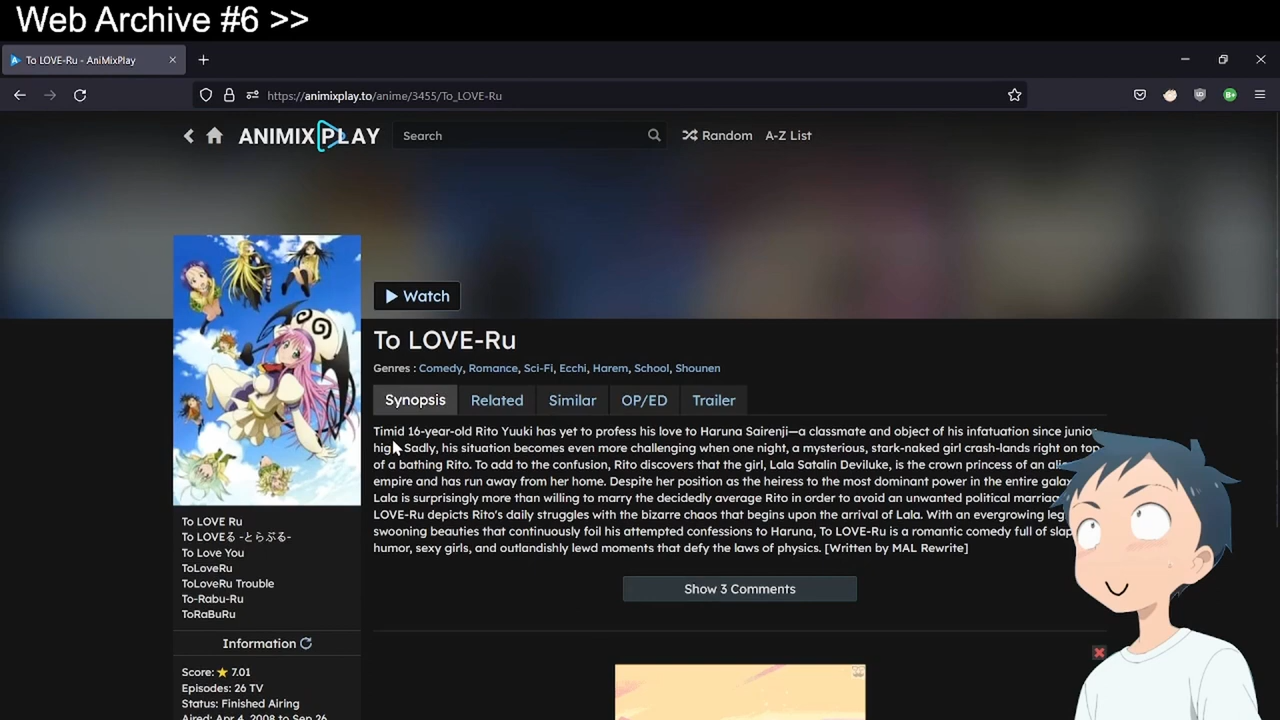 Web Archive #6 >>
To LOVE-Ru - AniMixPlay
https://animixplay.to/anime/3455/To_LOVE-Ru
ANIMIXPLAY
Search
Random
A-Z List
Watch
To LOVE-Ru
Genres : Comedy, Romance, Sci-Fi, Ecchi, Harem, School, Shounen
Synopsis
Related
Similar
OP/ED
Trailer
Timid 16-year-old Rito Yuuki has yet to profess his love to Haruna Sairenji—a classmate and object of his infatuation since junior
Sadly, his situation becomes even more challenging when one night, a mysterious, stark-naked girl crash-lands right on top
of a bathing Rito. To add to the confusion, Rito discovers that the girl, Lala Satalin Deviluke, is the crown princess of an
empire and has run away from her home. Despite her position as the heiress to the most dominant power in the entire
Lala is surprisingly more than willing to marry the decidedly average Rito in order to avoid an unwanted political
LOVE-Ru depicts Rito's daily struggles with the bizarre chaos that begins upon the arrival of Lala. With an evergrowing
swooning beauties that continuously foil his attempted confessions to Haruna, To LOVE-Ru is a romantic comedy full of
humor, sexy girls, and outlandishly lewd moments that defy the laws of physics. [Written by MAL Rewrite]
Show 3 Comments
To LOVE Ru
To LOVEる -とらぶる-
To Love You
ToLoveRu
ToLoveRu Trouble
To-Rabu-Ru
ToRaBuRu
Information
Score: 7.01
Episodes: 26 TV
Status: Finished Airing
Aired: Apr 4, 2008 to Sep 26